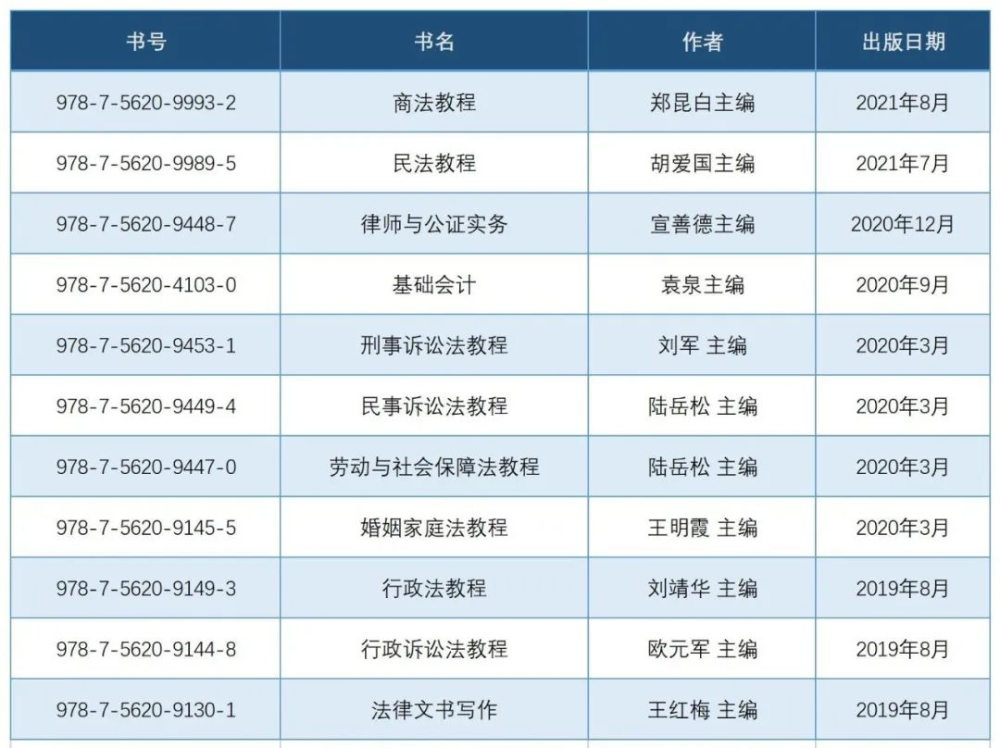 书号 书名 作者 出版日期
978-7-5620-9993-2 商法教程 郑昆白主编 2021年8月
978-7-5620-9989-5 民法教程 胡爱国主编 2021年7月
978-7-5620-9448-7 律师与公证实务 宣善德主编 2020年12月
978-7-5620-4103-0 基础会计 袁泉主编 2020年9月
978-7-5620-9453-1 刑事诉讼法教程 刘军 主编 2020年3月
978-7-5620-9449-4 民事诉讼法教程 陆岳松 主编 2020年3月
978-7-5620-9447-0 劳动与社会保障法教程 陆岳松 主编 2020年3月
978-7-5620-9145-5 婚姻家庭法教程 王明霞 主编 2020年3月
978-7-5620-9149-3 行政法教程 刘靖华 主编 2019年8月
978-7-5620-9144-8 行政诉讼法教程 欧元军 主编 2019年8月
978-7-5620-9130-1 法律文书写作 王红梅 主编 2019年8月